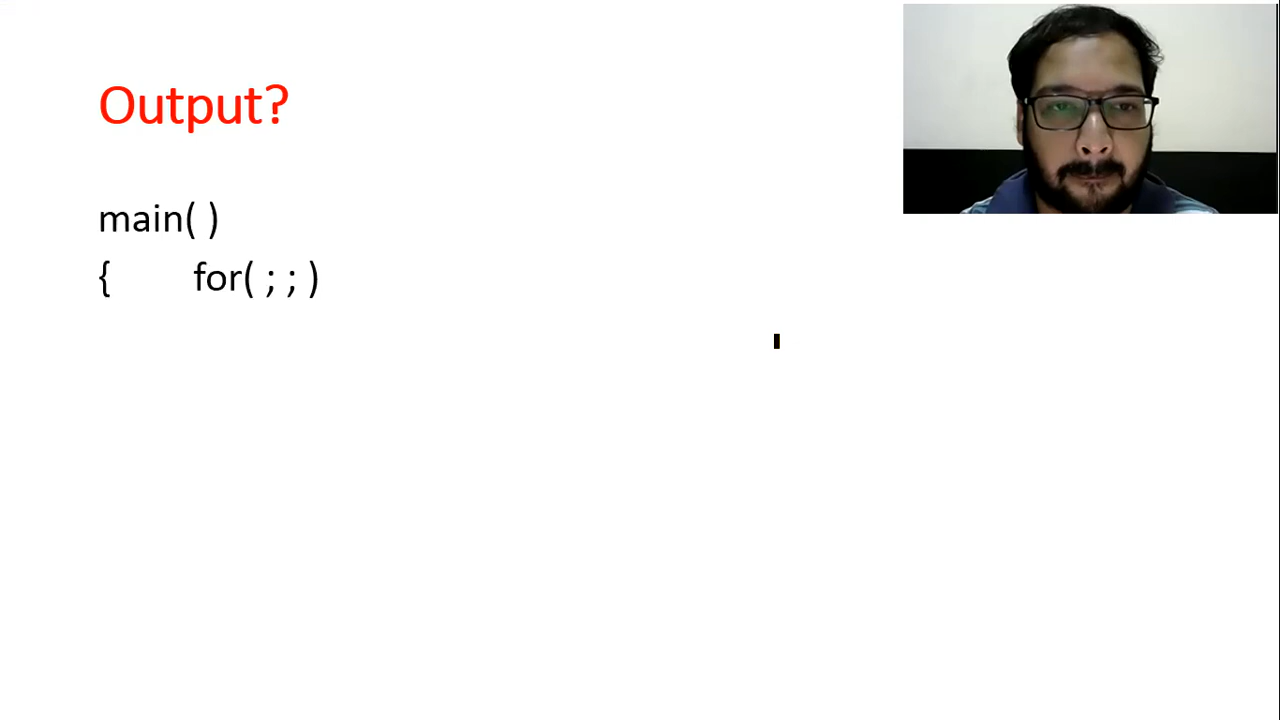 Output?
main( )
{ for( ; ; )